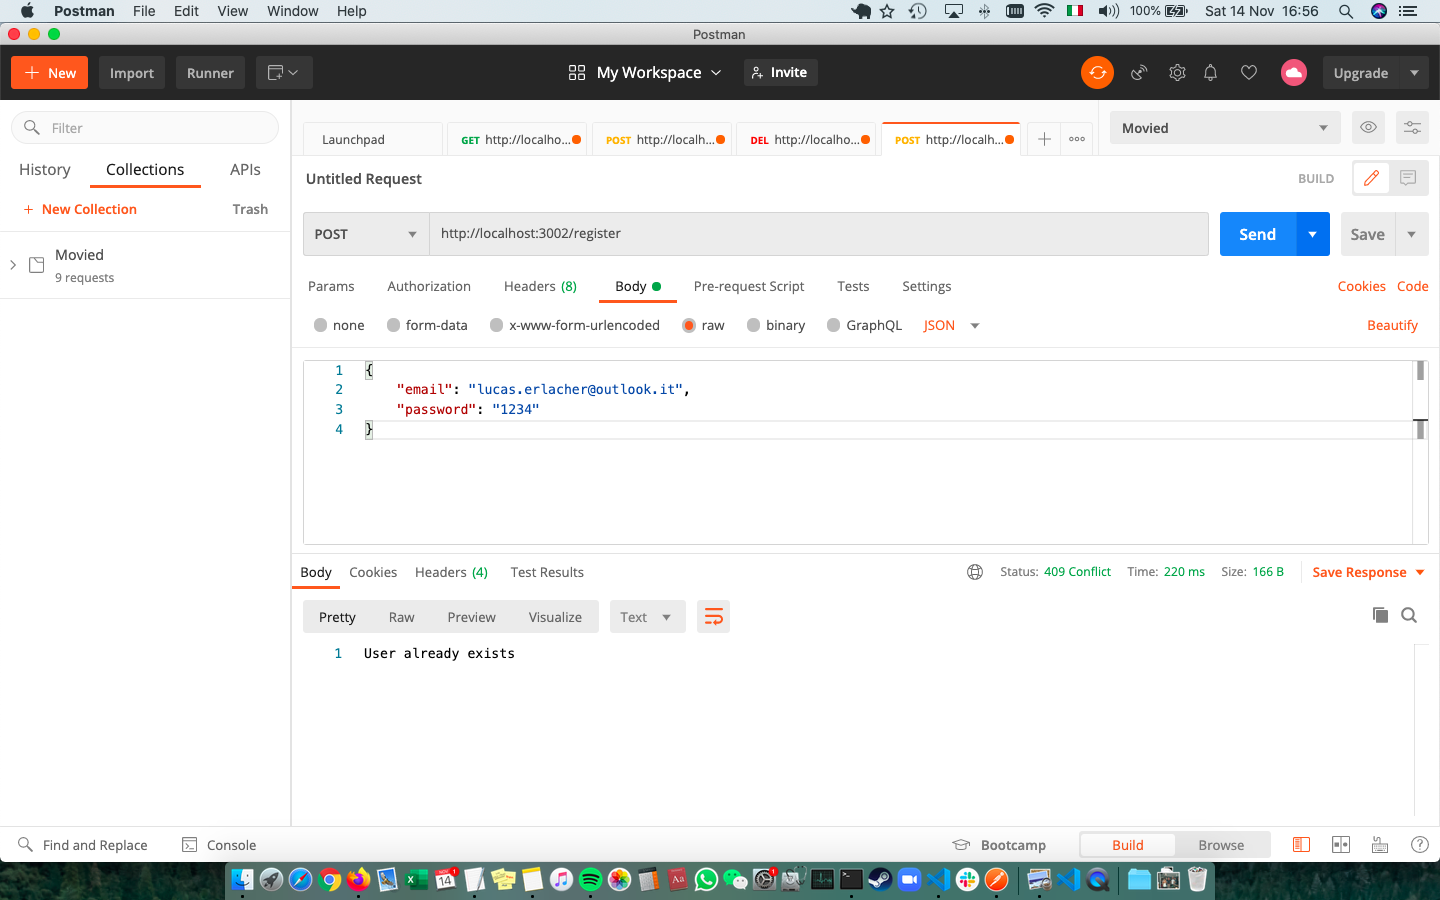 Postman File Edit View Window Help 100% Sat 14 Nov 16:56
Postman
New Import Runner My Workspace Invite Upgrade
Filter
Launchpad GET http://localho... POST http://localh... DEL http://localho... POST http://localh... Movied
History Collections APIs
Untitled Request BUILD
New Collection Trash
POST http://localhost:3002/register Send Save
Movied
9 requests
Params Authorization Headers (8) Body Pre-request Script Tests Settings Cookies Code
none form-data x-www-form-urlencoded raw binary GraphQL JSON Beautify
1 {
2 "email": "lucas.erlacher@outlook.it",
3 "password": "1234"
4 }
Body Cookies Headers (4) Test Results Status: 409 Conflict Time: 220 ms Size: 166 B Save Response
Pretty Raw Preview Visualize Text
1 User already exists
Find and Replace Console Bootcamp Build Browse
14